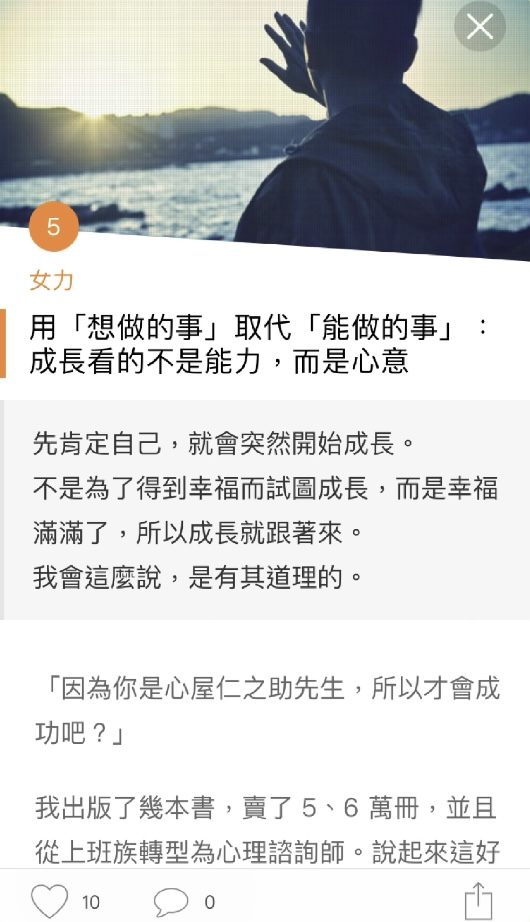 5
女力
用「想做的事」取代「能做的事」：
成長看的不是能力，而是心意
先肯定自己，就會突然開始成長。
不是為了得到幸福而試圖成長，而是幸福
滿滿了，所以成長就跟著來。
我會這麼說，是有其道理的。
「因為你是心屋仁之助先生，所以才會成
功吧？」
我出版了幾本書，賣了 5、6 萬冊，並且
從上班族轉型為心理諮詢師。說起來這好
10
0